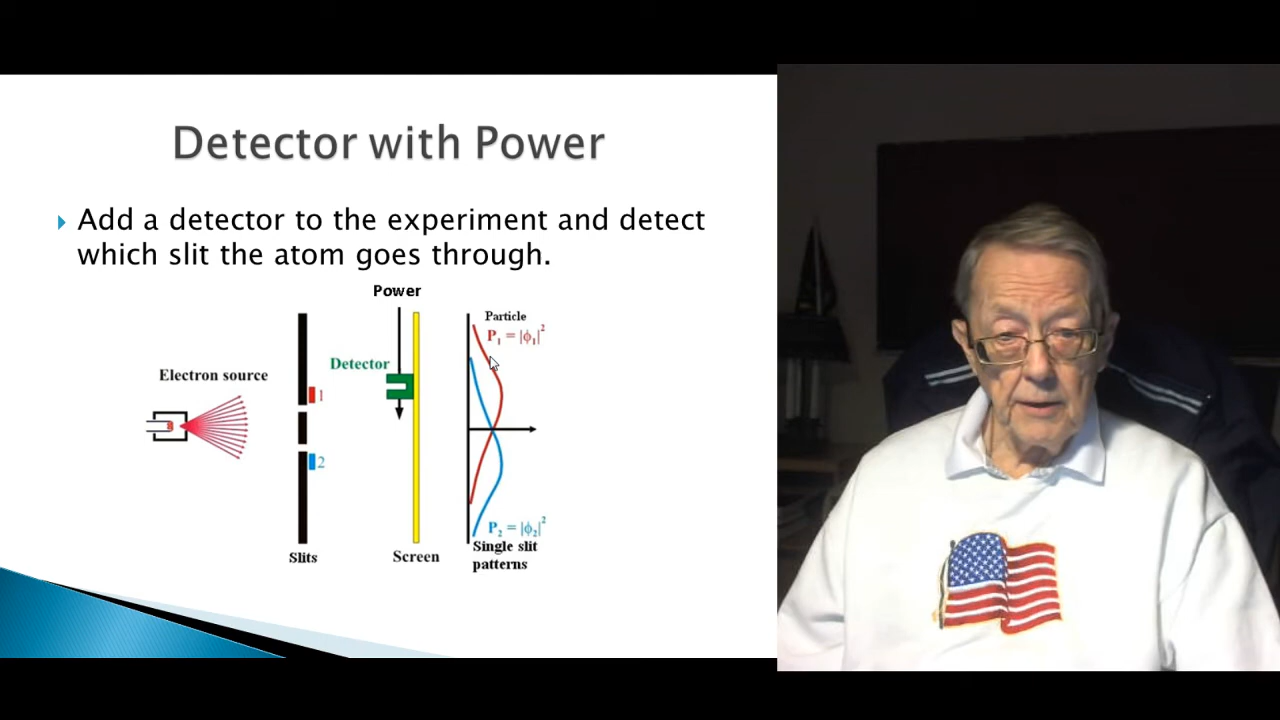 Detector with Power
Add a detector to the experiment and detect
which slit the atom goes through.
Power
Particle
P₁ = |ϕ₁|²
Detector
Electron source
1
2
P₂ = |ϕ₂|²
Single slit
patterns
Slits
Screen